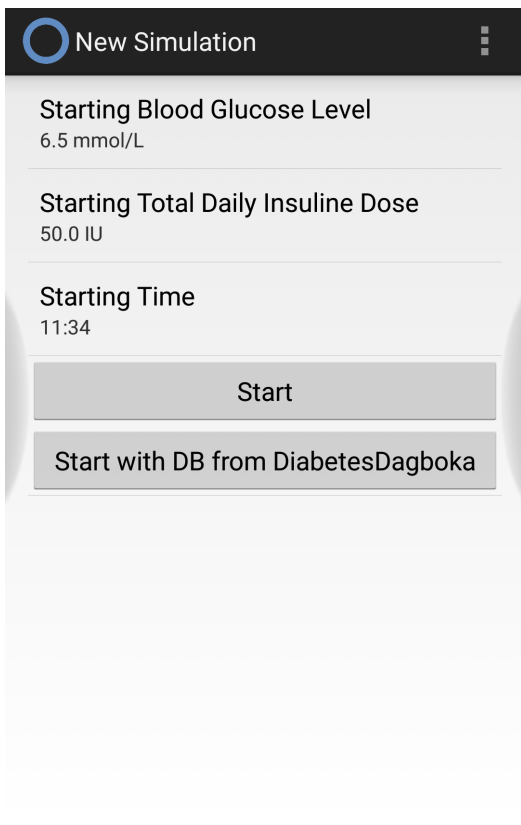 New Simulation
Starting Blood Glucose Level
6.5 mmol/L
Starting Total Daily Insuline Dose
50.0 IU
Starting Time
11:34
Start
Start with DB from DiabetesDagboka